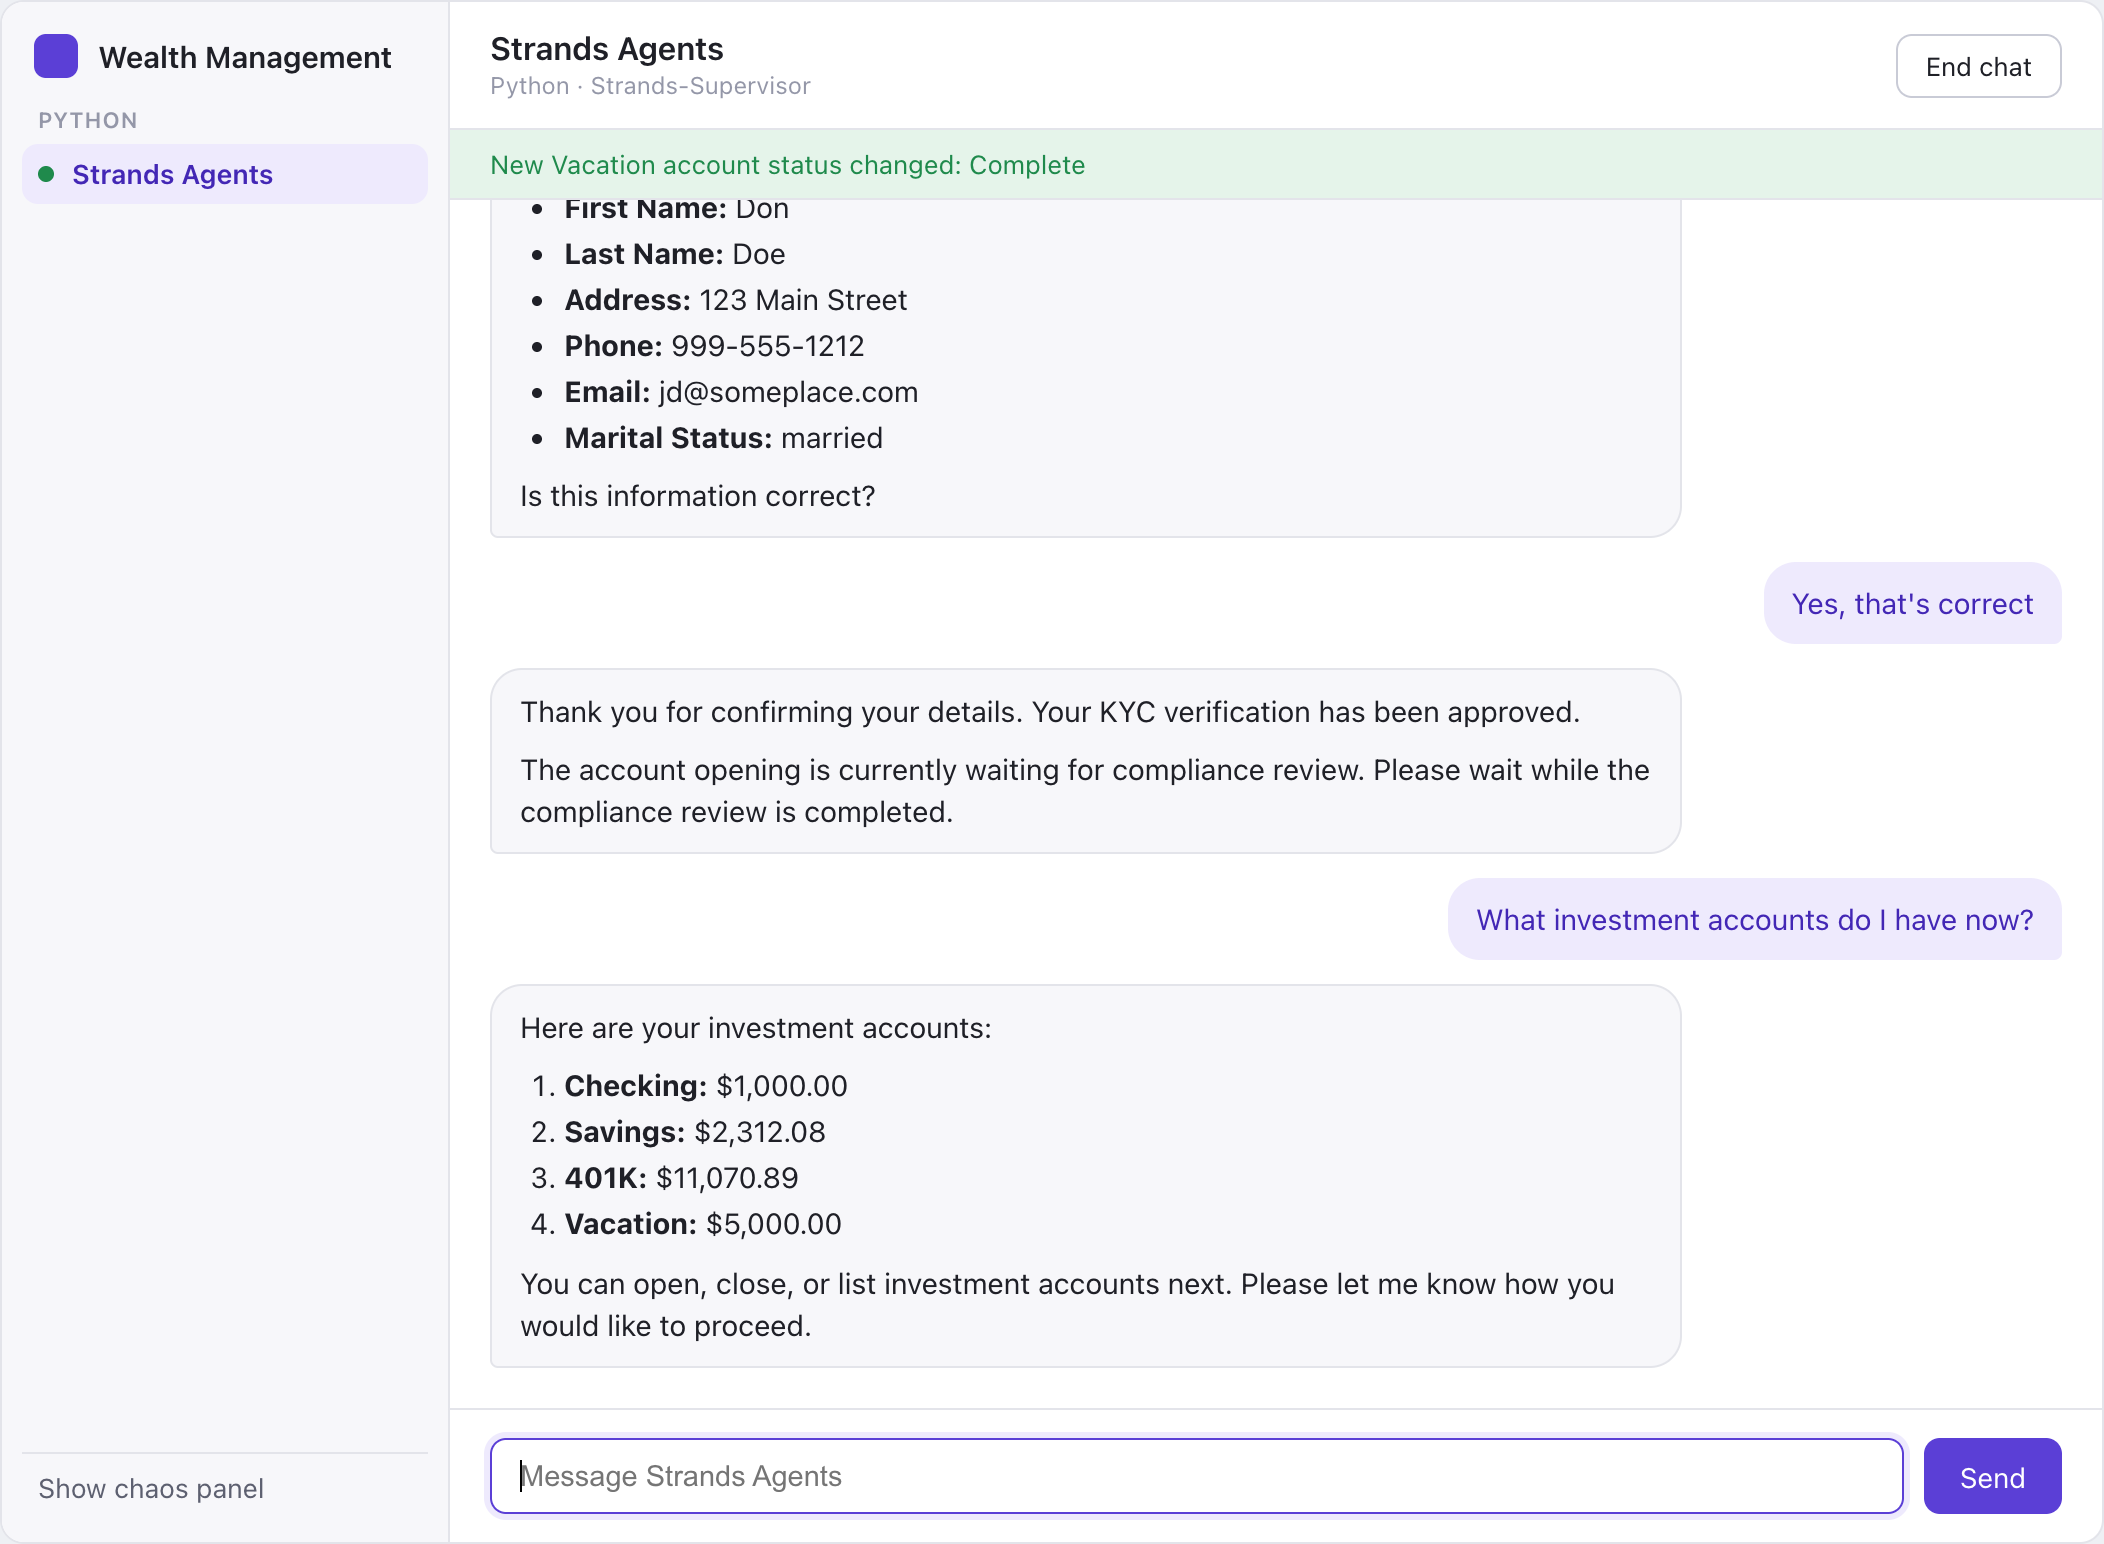 Wealth Management
PYTHON
Strands Agents
Show chaos panel
Strands Agents
Python · Strands-Supervisor
End chat
New Vacation account status changed: Complete
• First Name: Don
• Last Name: Doe
• Address: 123 Main Street
• Phone: 999-555-1212
• Email: jd@someplace.com
• Marital Status: married
Is this information correct?
Yes, that's correct
Thank you for confirming your details. Your KYC verification has been approved.
The account opening is currently waiting for compliance review. Please wait while the
compliance review is completed.
What investment accounts do I have now?
Here are your investment accounts:
1. Checking: $1,000.00
2. Savings: $2,312.08
3. 401K: $11,070.89
4. Vacation: $5,000.00
You can open, close, or list investment accounts next. Please let me know how you
would like to proceed.
Message Strands Agents
Send